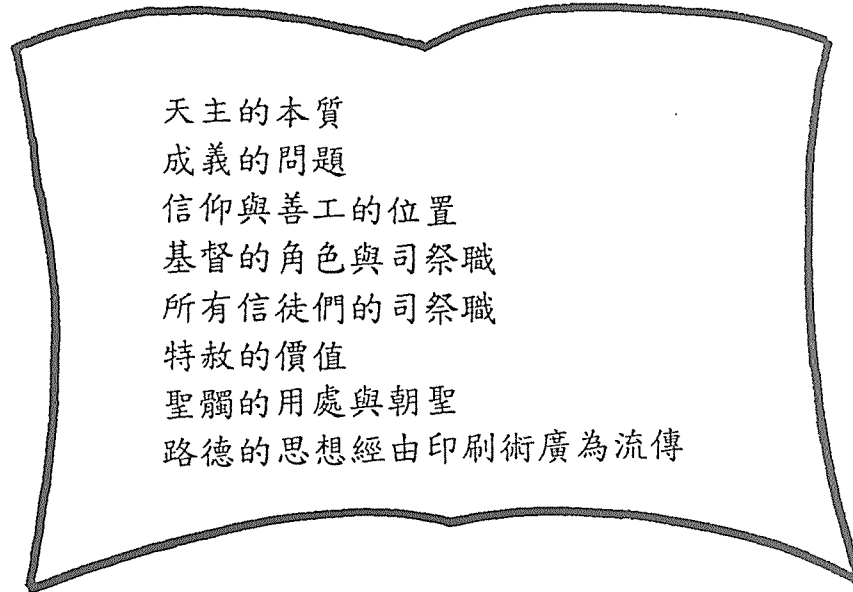 天主的本質
成義的問題
信仰與善工的位置
基督的角色與司祭職
所有信徒們的司祭職
特赦的價值
聖髑的用處與朝聖
路德的思想經由印刷術廣為流傳